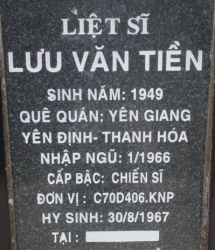 LIỆT SĨ
LƯU VĂN TIỀN
SINH NĂM: 1949
QUÊ QUÁN: YÊN GIANG
YÊN ĐỊNH- THANH HÓA
NHẬP NGŨ: 1/1966
CẤP BẬC: CHIẾN SĨ
ĐƠN VỊ : C70D406.KNP
HY SINH: 30/8/1967
TẠI :